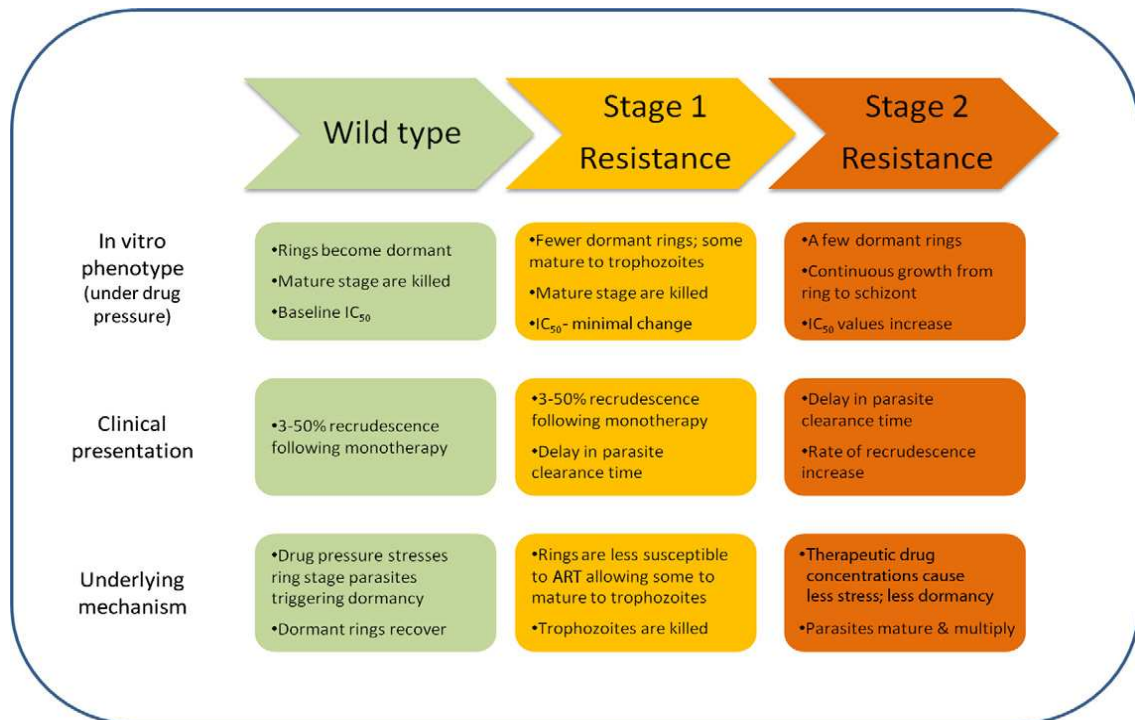 Wild type
Stage 1
Resistance
Stage 2
Resistance
In vitro
phenotype
(under drug
pressure)
•Rings become dormant
•Mature stage are killed
•Baseline IC₅₀
•Fewer dormant rings; some
mature to trophozoites
•Mature stage are killed
•IC₅₀- minimal change
•A few dormant rings
•Continuous growth from
ring to schizont
•IC₅₀ values increase
Clinical
presentation
•3-50% recrudescence
following monotherapy
•3-50% recrudescence
following monotherapy
•Delay in parasite
clearance time
•Delay in parasite
clearance time
•Rate of recrudescence
increase
Underlying
mechanism
•Drug pressure stresses
ring stage parasites
triggering dormancy
•Dormant rings recover
•Rings are less susceptible
to ART allowing some to
mature to trophozoites
•Trophozoites are killed
•Therapeutic drug
concentrations cause
less stress; less dormancy
•Parasites mature & multiply